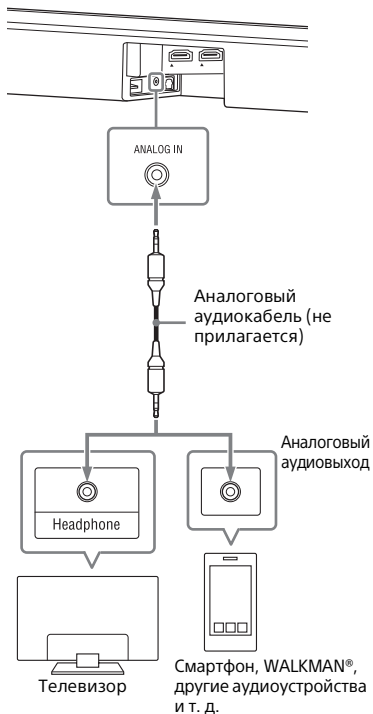 ANALOG IN
Аналоговый
аудиокабель (не
прилагается)
Аналоговый
аудиовыход
Headphone
Телевизор
Смартфон, WALKMAN®,
другие аудиоустройства
и т. д.